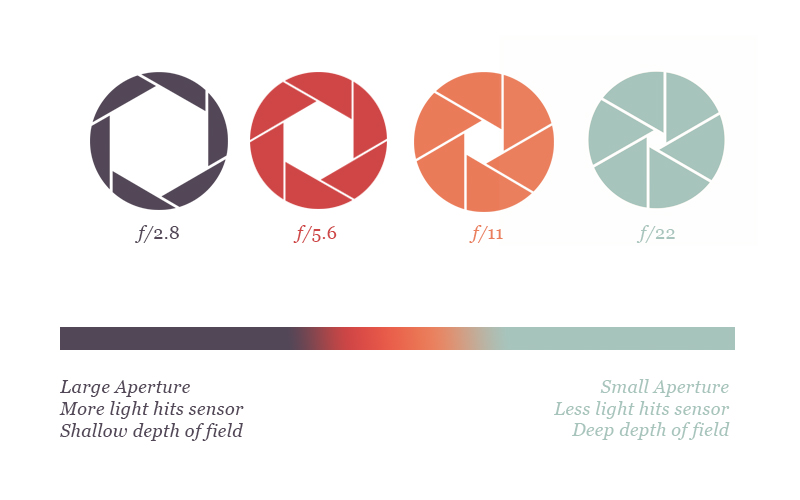 f/2.8
f/5.6
f/11
f/22
Large Aperture
More light hits sensor
Shallow depth of field
Small Aperture
Less light hits sensor
Deep depth of field